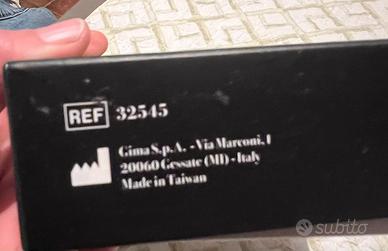 REF 32545
Gima S.p.A. - Via Marconi, 1
20060 Gessate (MI) - Italy
Made in Taiwan
subito